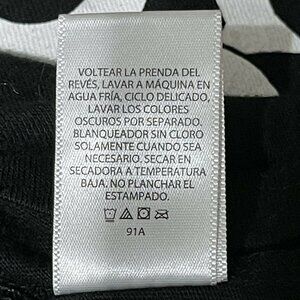 VOLTEAR LA PRENDA DEL
REVÉS, LAVAR A MÁQUINA EN
AGUA FRÍA, CICLO DELICADO,
LAVAR LOS COLORES
OSCUROS POR SEPARADO.
BLANQUEADOR SIN CLORO
SOLAMENTE CUANDO SEA
NECESARIO. SECAR EN
SECADORA A TEMPERATURA
BAJA. NO PLANCHAR EL
ESTAMPADO.
91A